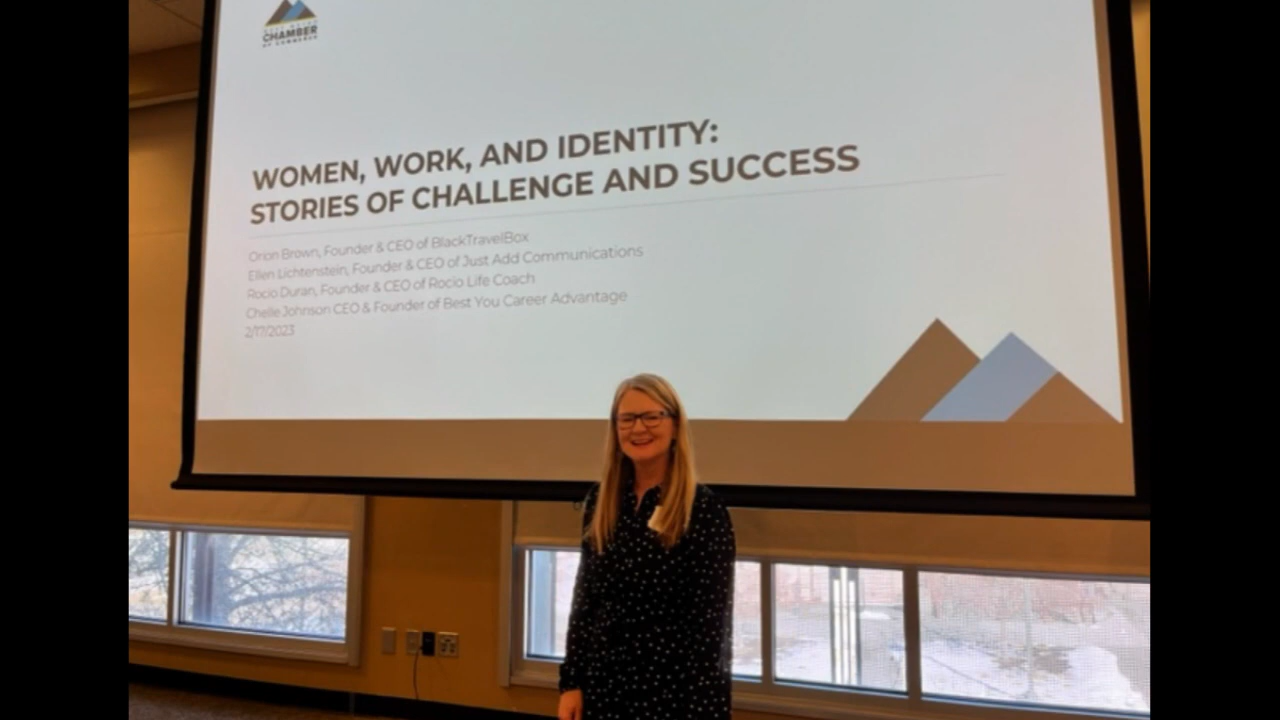 CHAMBER
OF COMMERCE
WOMEN, WORK, AND IDENTITY:
STORIES OF CHALLENGE AND SUCCESS
Orion Brown, Founder & CEO of BlackTravelBox
Ellen Lichtenstein, Founder & CEO of Just Add Communications
Rocio Duran, Founder & CEO of Rocio Life Coach
Chelle Johnson CEO & Founder of Best You Career Advantage
2/17/2023